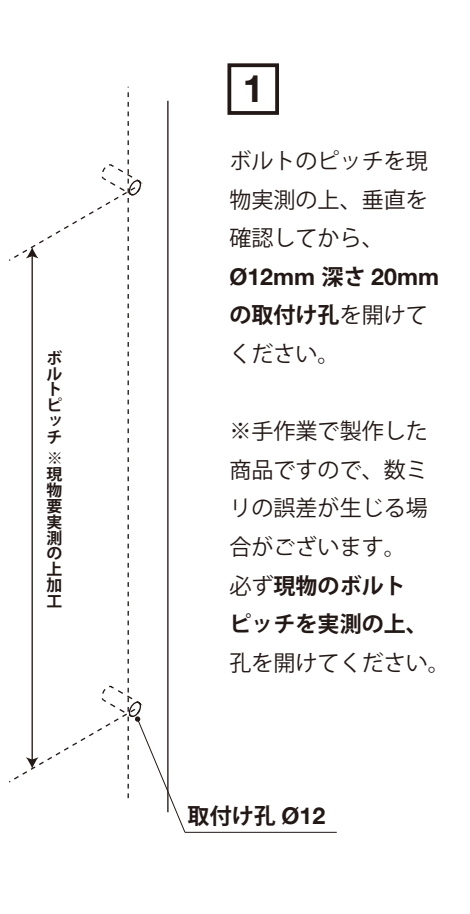 1
ボルトのピッチを現
物実測の上、垂直を
確認してから、
Ø12mm 深さ 20mm
の取付け孔を開けて
ください。
※手作業で製作した
商品ですので、数ミ
リの誤差が生じる場
合がございます。
必ず現物のボルト
ピッチを実測の上、
孔を開けてください。
ボルトピッチ ※現物要実測の上加工
取付け孔 Ø12